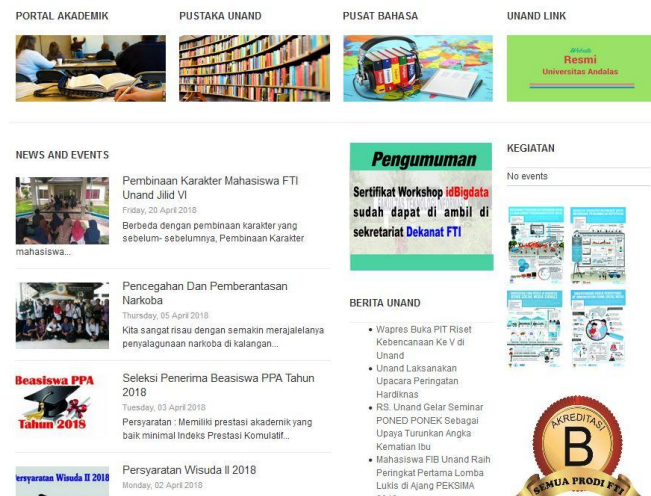 PORTAL AKADEMIK
PUSTAKA UNAND
PUSAT BAHASA
UNAND LINK
Website
Resmi
Universitas Andalas
NEWS AND EVENTS
Pembinaan Karakter Mahasiswa FTI
Unand Jilid VI
Friday, 20 April 2018
Berbeda dengan pembinaan karakter yang
sebelum- sebelumnya, Pembinaan Karakter
mahasiswa...
Pencegahan Dan Pemberantasan
Narkoba
Thursday, 05 April 2018
Kita sangat risau dengan semakin merajalelanya
penyalagunaan narkoba di kalangan...
Beasiswa PPA
Tahun 2018
Seleksi Penerima Beasiswa PPA Tahun
2018
Tuesday, 03 April 2018
Persyaratan : Memiliki prestasi akademik yang
baik minimal Indeks Prestasi Komulatif...
Persyaratan Wisuda II 2018
Persyaratan Wisuda II 2018
Monday, 02 April 2018
Pengumuman
Sertifikat Workshop idBigdata
sudah dapat di ambil di
sekretariat Dekanat FTI
BERITA UNAND
Wapres Buka PIT Riset
Kebencanaan Ke V di
Unand
Unand Laksanakan
Upacara Peringatan
Hardiknas
RS. Unand Gelar Seminar
PONED PONEK Sebagai
Upaya Turunkan Angka
Kematian Ibu
Mahasiswa FIB Unand Raih
Peringkat Pertama Lomba
Lukis di Ajang PEKSIMA
KEGIATAN
No events
AKREDITASI
B
SEMUA PRODI FTI